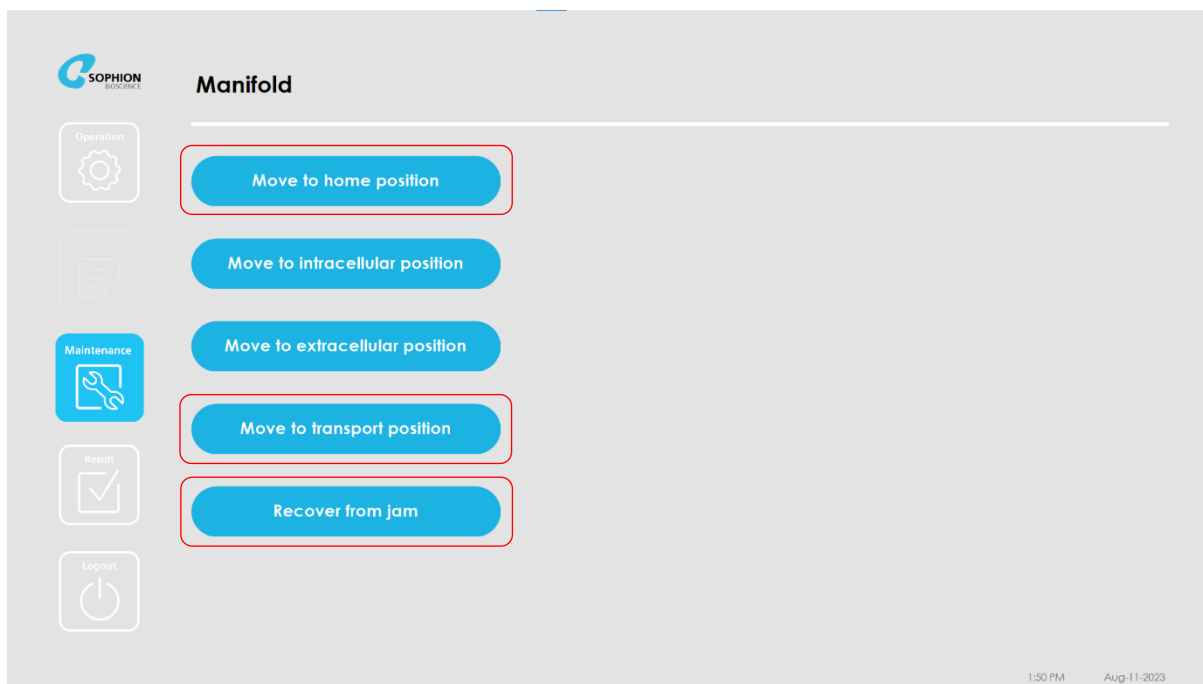 SOPHION
BIOSCENCE
Manifold
Operation
Move to home position
Move to intracellular position
Maintenance
Move to extracellular position
Move to transport position
Result
Recover from jam
Logout
1:50 PM Aug-11-2023